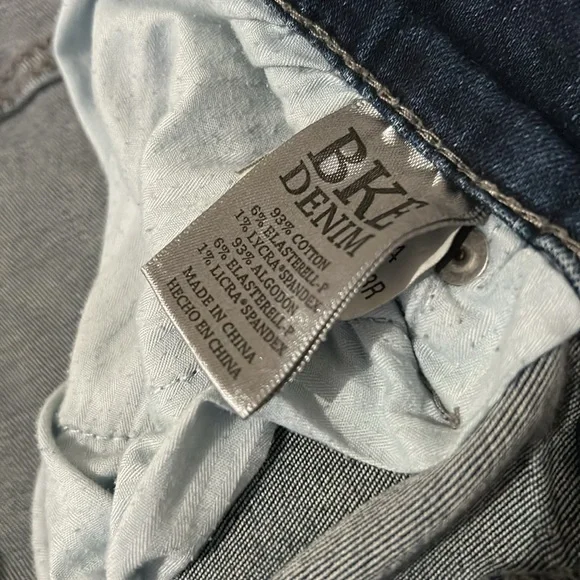 BKE
DENIM
93% COTTON
6% ELASTERELL-P
1% LYCRA®SPANDEX
93% ALGODON
6% ELASTERELL-P
1% LICRA®SPANDEX
MADE IN CHINA
HECHO EN CHINA